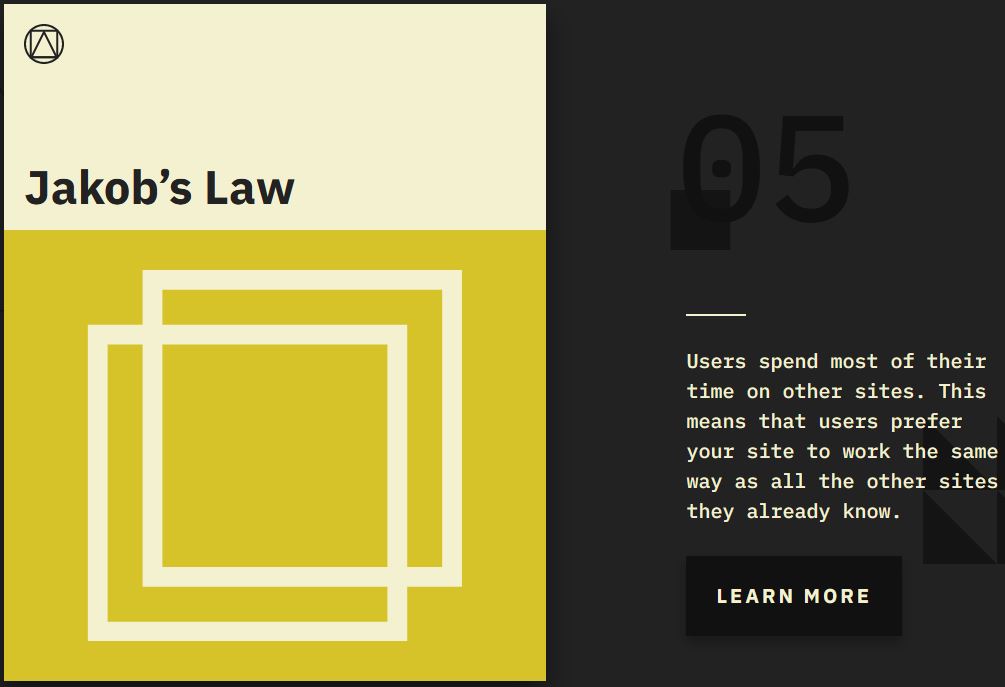 Jakob’s Law
05
Users spend most of their
time on other sites. This
means that users prefer
your site to work the same
way as all the other sites
they already know.
LEARN MORE